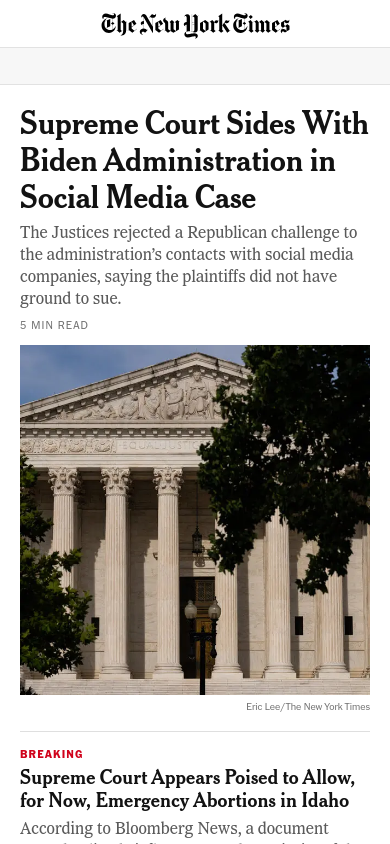 The New York Times
Supreme Court Sides With
Biden Administration in
Social Media Case
The Justices rejected a Republican challenge to
the administration’s contacts with social media
companies, saying the plaintiffs did not have
ground to sue.
5 MIN READ
Eric Lee/The New York Times
BREAKING
Supreme Court Appears Poised to Allow,
for Now, Emergency Abortions in Idaho
According to Bloomberg News, a document